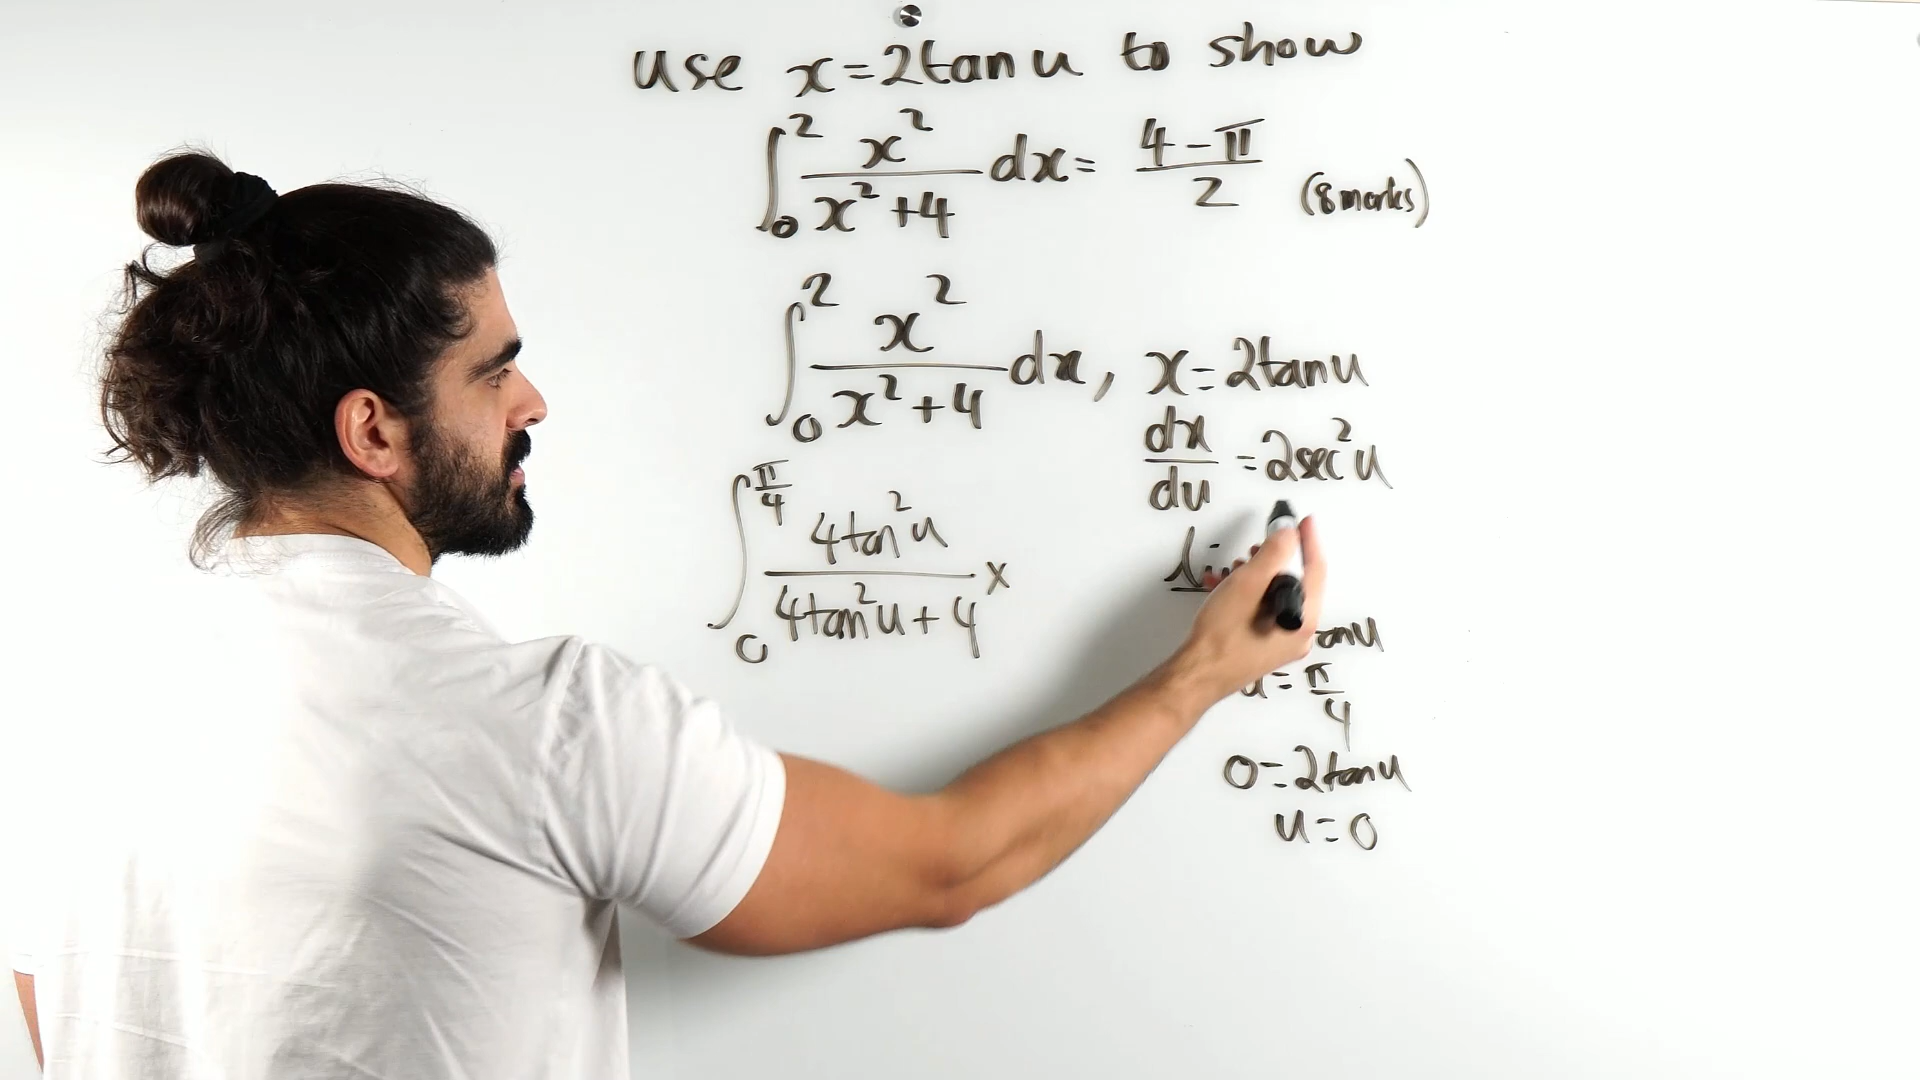 use x=2tan u to show
∫₀² x²/(x²+4) dx = (4-π)/2 (8 marks)
∫₀² x²/(x²+4) dx, x=2tan u
dx/du = 2sec²u
∫₀^(π/4) 4tan²u/(4tan²u+4) ×
u = π/4
0=2tan u
u=0